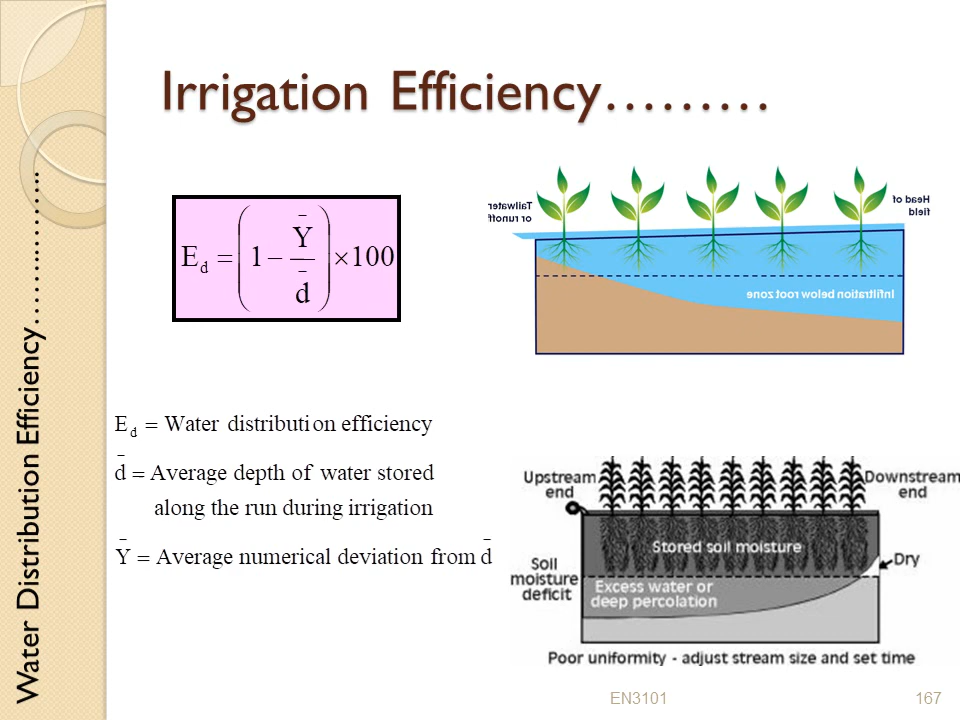 Irrigation Efficiency………
Water Distribution Efficiency……..……..
E_d = (1 − Ȳ / d̄) × 100
E_d = Water distribution efficiency
d̄ = Average depth of water stored
along the run during irrigation
Ȳ = Average numerical deviation from d̄
Tailwater
or runoff
Head of
field
Infiltration below root zone
Upstream
end
Downstream
end
Stored soil moisture
Dry
Soil
moisture
deficit
Excess water or
deep percolation
Poor uniformity - adjust stream size and set time
EN3101
167